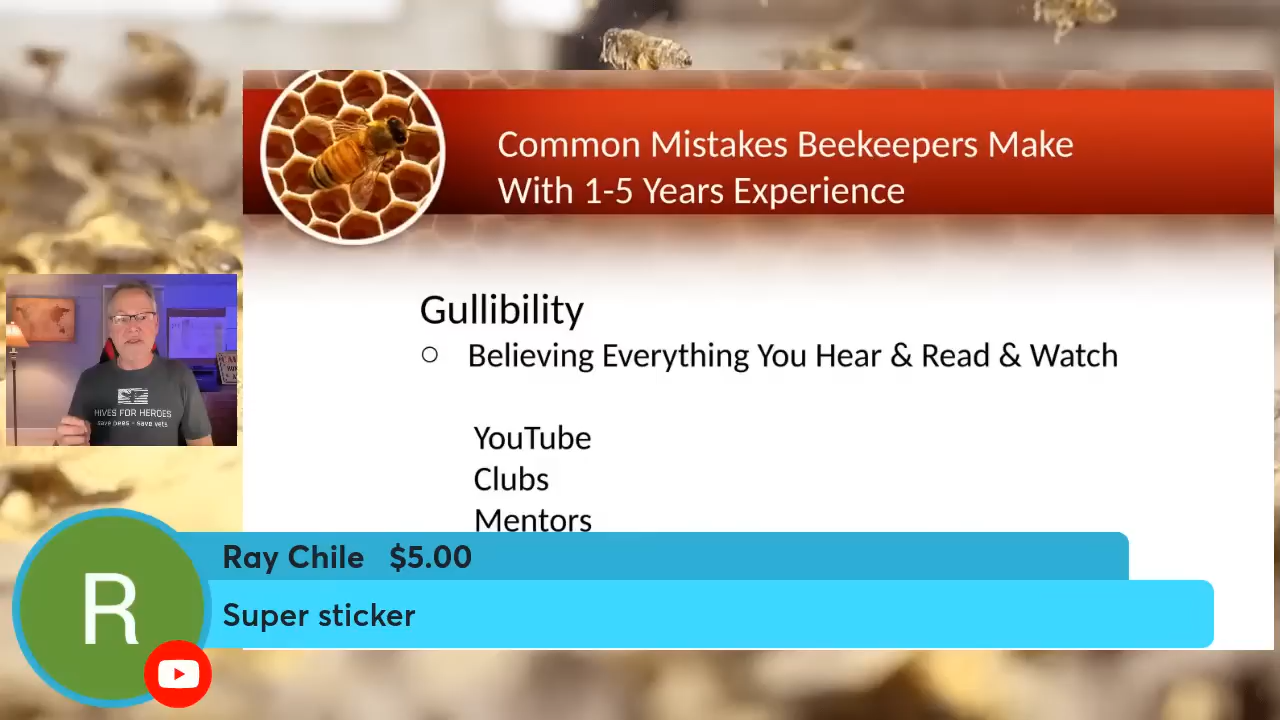 Common Mistakes Beekeepers Make
With 1-5 Years Experience
Gullibility
○ Believing Everything You Hear & Read & Watch
YouTube
Clubs
Mentors
HIVES FOR HEROES
save bees - save vets
R
Ray Chile $5.00
Super sticker